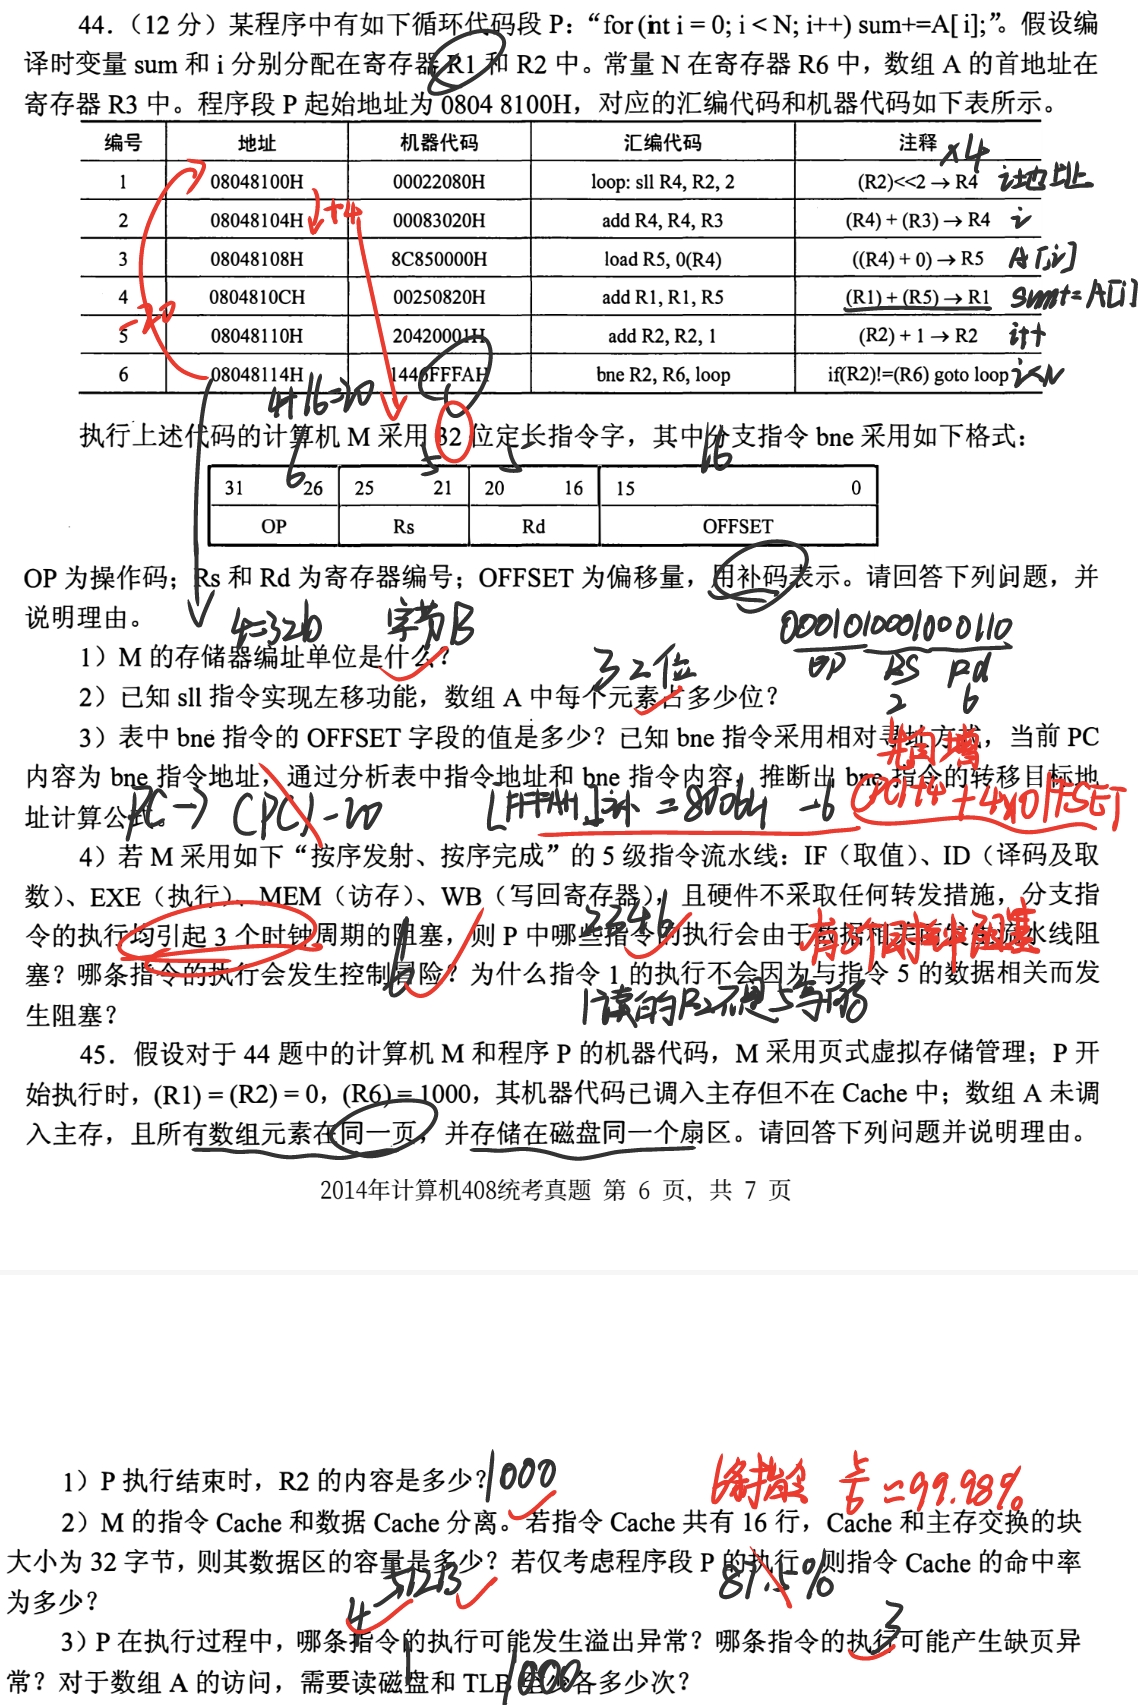 44.（12 分）某程序中有如下循环代码段 P：“for (int i = 0; i < N; i++) sum+=A[ i];”。假设编
译时变量 sum 和 i 分别分配在寄存器 R1 和 R2 中。常量 N 在寄存器 R6 中，数组 A 的首地址在
寄存器 R3 中。程序段 P 起始地址为 0804 8100H，对应的汇编代码和机器代码如下表所示。
编号 地址 机器代码 汇编代码 注释 ×4
1 08048100H 00022080H loop: sll R4, R2, 2 (R2)<<2 → R4 i地址
2 08048104H 00083020H add R4, R4, R3 (R4) + (R3) → R4 i
+4
3 08048108H 8C850000H load R5, 0(R4) ((R4) + 0) → R5 A[i]
4 0804810CH 00250820H add R1, R1, R5 (R1) + (R5) → R1 sum+=A[i]
-20
5 08048110H 20420001H add R2, R2, 1 (R2) + 1 → R2 i++
6 08048114H 1446FFFAH bne R2, R6, loop if(R2)!=(R6) goto loop i<N
4+16=20
执行上述代码的计算机 M 采用 32 位定长指令字，其中分支指令 bne 采用如下格式：
6 5 5 16
31 26 25 21 20 16 15 0
OP Rs Rd OFFSET
OP 为操作码；Rs 和 Rd 为寄存器编号；OFFSET 为偏移量，用补码表示。请回答下列问题，并
说明理由。
4=32b 字节B 0001010001000110
OP RS Rd
2 6
1）M 的存储器编址单位是什么？
32位
2）已知 sll 指令实现左移功能，数组 A 中每个元素占多少位？
3）表中 bne 指令的 OFFSET 字段的值是多少？已知 bne 指令采用相对寻址方式，当前 PC
内容为 bne 指令地址，通过分析表中指令地址和 bne 指令内容，推断出 bne 指令的转移目标地
址计算公式。
PC → (PC)-20
-6 (PC)+4+4×OFFSET
4）若 M 采用如下“按序发射、按序完成”的 5 级指令流水线：IF（取值）、ID（译码及取
数）、EXE（执行）、MEM（访存）、WB（写回寄存器），且硬件不采取任何转发措施，分支指
令的执行均引起 3 个时钟周期的阻塞，则 P 中哪些指令的执行会由于数据相关而发生流水线阻
塞？哪条指令的执行会发生控制冒险？为什么指令 1 的执行不会因为与指令 5 的数据相关而发
生阻塞？
2346
6
45．假设对于 44 题中的计算机 M 和程序 P 的机器代码，M 采用页式虚拟存储管理；P 开
始执行时，(R1) = (R2) = 0，(R6) = 1000，其机器代码已调入主存但不在 Cache 中；数组 A 未调
入主存，且所有数组元素在同一页，并存储在磁盘同一个扇区。请回答下列问题并说明理由。
2014年计算机408统考真题 第 6 页，共 7 页
1）P 执行结束时，R2 的内容是多少？1000
6条指令 =99.98%
2）M 的指令 Cache 和数据 Cache 分离。若指令 Cache 共有 16 行，Cache 和主存交换的块
大小为 32 字节，则其数据区的容量是多少？若仅考虑程序段 P 的执行，则指令 Cache 的命中率
为多少？
512B 87.5%
4 3
3）P 在执行过程中，哪条指令的执行可能发生溢出异常？哪条指令的执行可能产生缺页异
常？对于数组 A 的访问，需要读磁盘和 TLB 至少各多少次？
1 1000